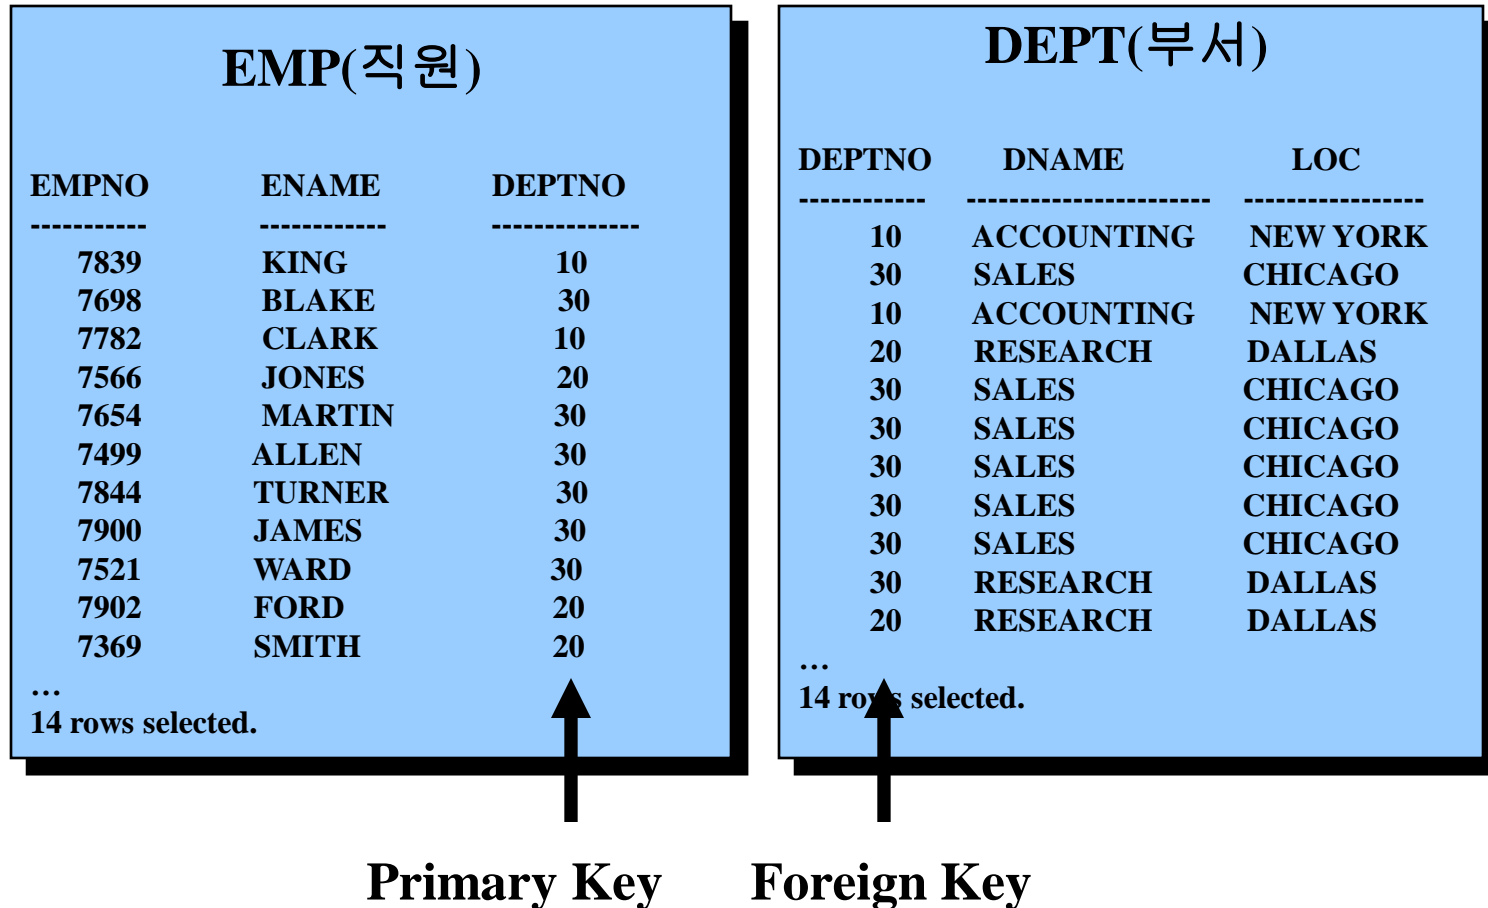 EMP(직원)
EMPNO ENAME DEPTNO
----------- ------------ --------------
7839 KING 10
7698 BLAKE 30
7782 CLARK 10
7566 JONES 20
7654 MARTIN 30
7499 ALLEN 30
7844 TURNER 30
7900 JAMES 30
7521 WARD 30
7902 FORD 20
7369 SMITH 20
…
14 rows selected.
DEPT(부서)
DEPTNO DNAME LOC
------------ ----------------------- -----------------
10 ACCOUNTING NEW YORK
30 SALES CHICAGO
10 ACCOUNTING NEW YORK
20 RESEARCH DALLAS
30 SALES CHICAGO
30 SALES CHICAGO
30 SALES CHICAGO
30 SALES CHICAGO
30 SALES CHICAGO
30 RESEARCH DALLAS
20 RESEARCH DALLAS
…
14 rows selected.
Primary Key
Foreign Key